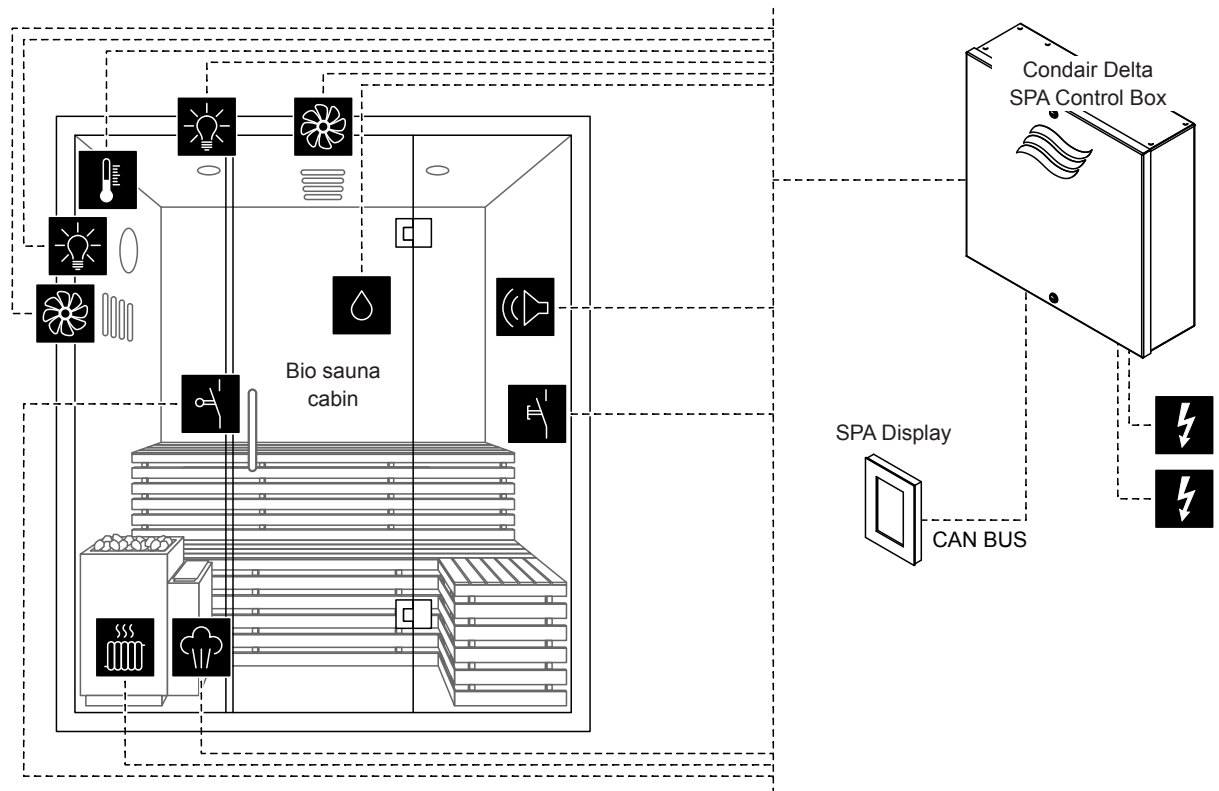 Condair Delta
SPA Control Box
Bio sauna
cabin
SPA Display
CAN BUS